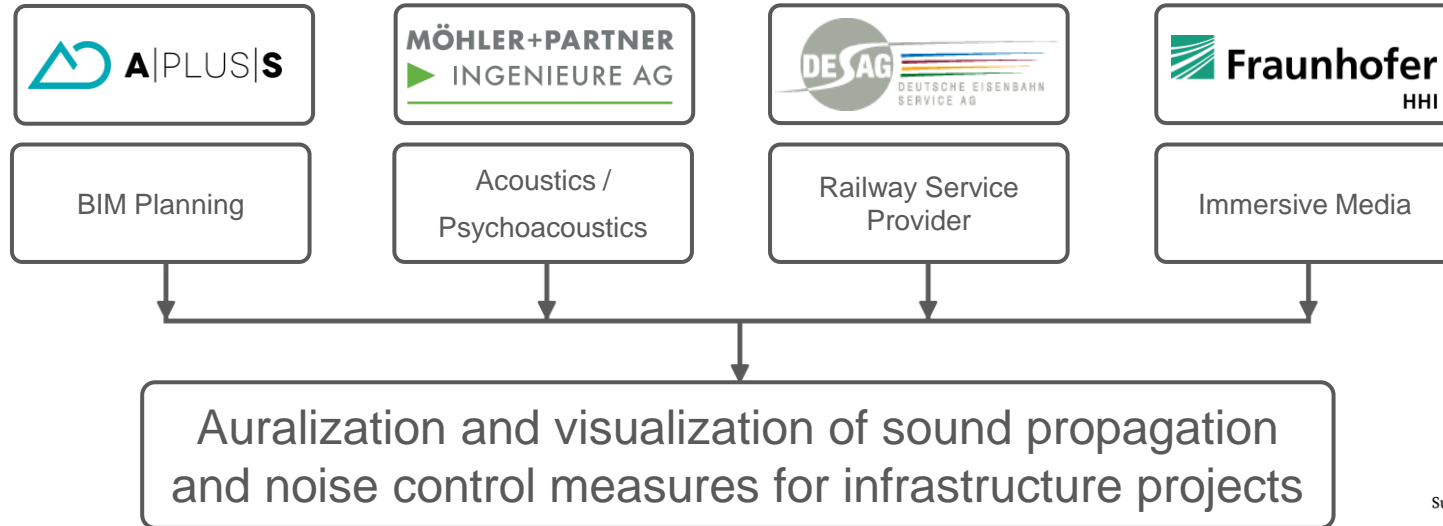 A|PLUS|S
MÖHLER+PARTNER
INGENIEURE AG
DESAG
DEUTSCHE EISENBAHN
SERVICE AG
Fraunhofer
HHI
BIM Planning
Acoustics /
Psychoacoustics
Railway Service
Provider
Immersive Media
Auralization and visualization of sound propagation
and noise control measures for infrastructure projects